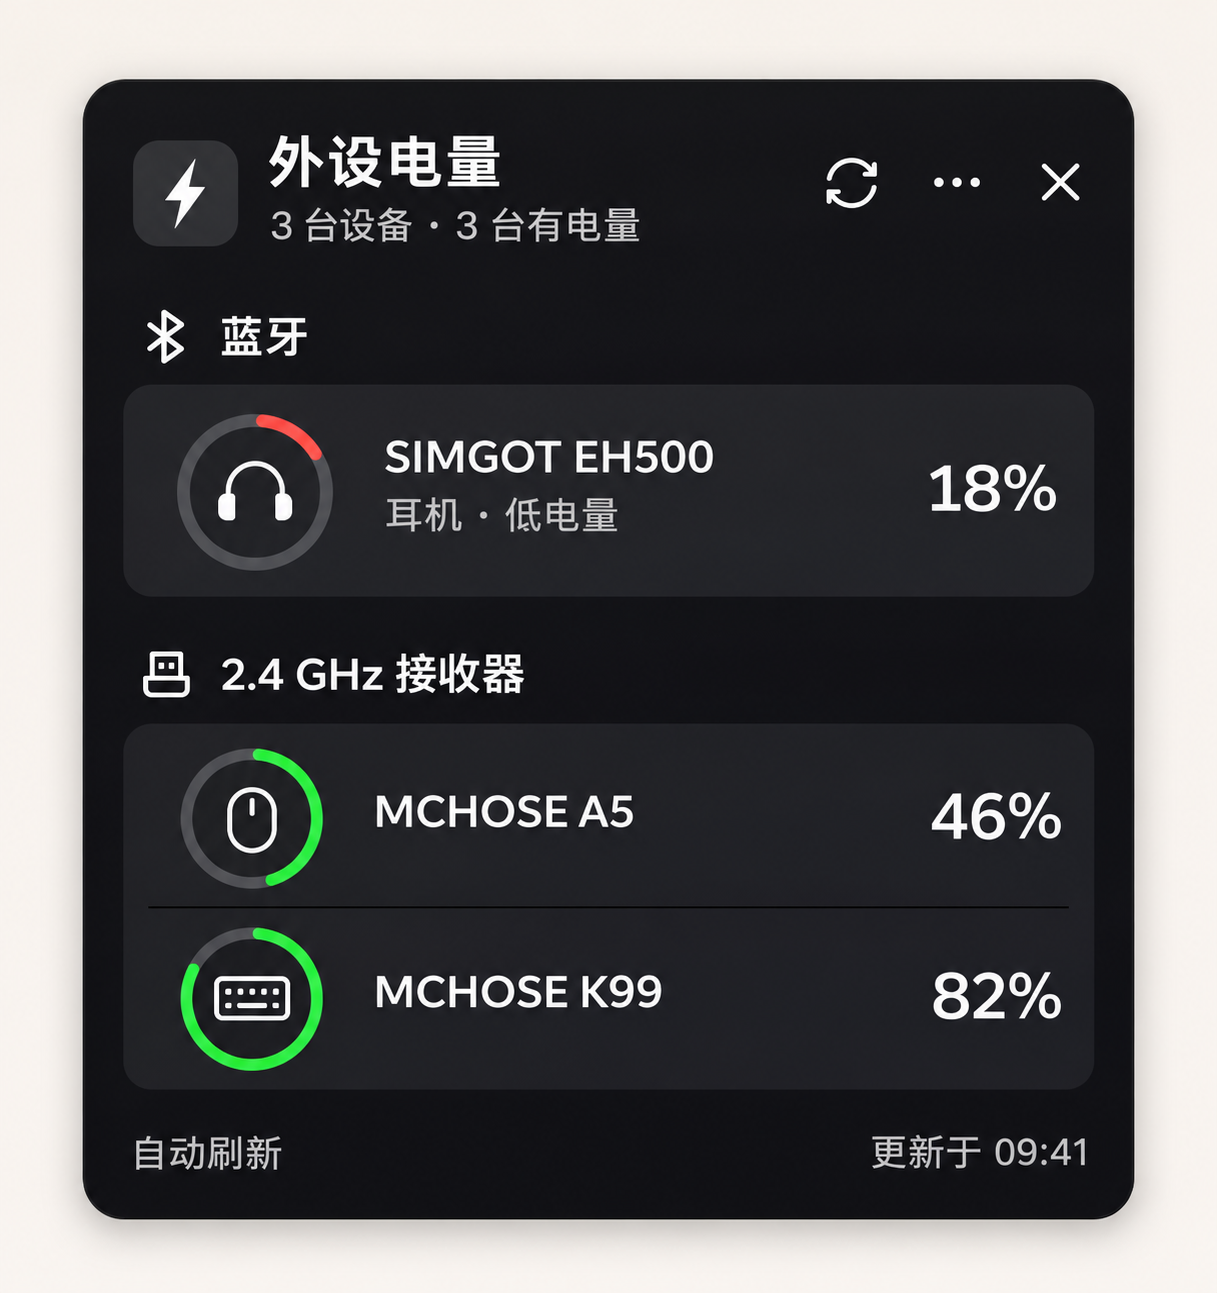 外设电量
3 台设备 · 3 台有电量
蓝牙
SIMGOT EH500
耳机 · 低电量
18%
2.4 GHz 接收器
MCHOSE A5
46%
MCHOSE K99
82%
自动刷新
更新于 09:41